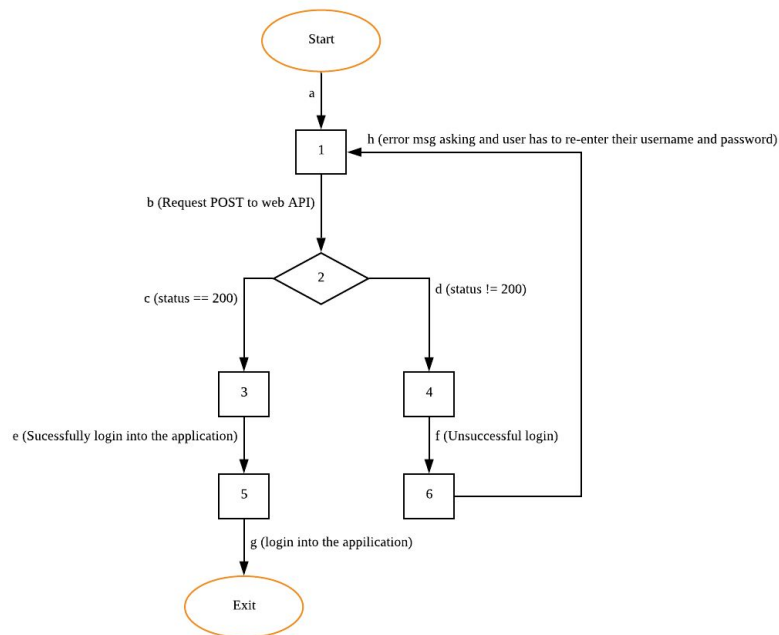 Start
a
h (error msg asking and user has to re-enter their username and password)
1
b (Request POST to web API)
2
c (status == 200)
d (status != 200)
3
4
e (Sucessfully login into the application)
f (Unsuccessful login)
5
6
g (login into the appilication)
Exit